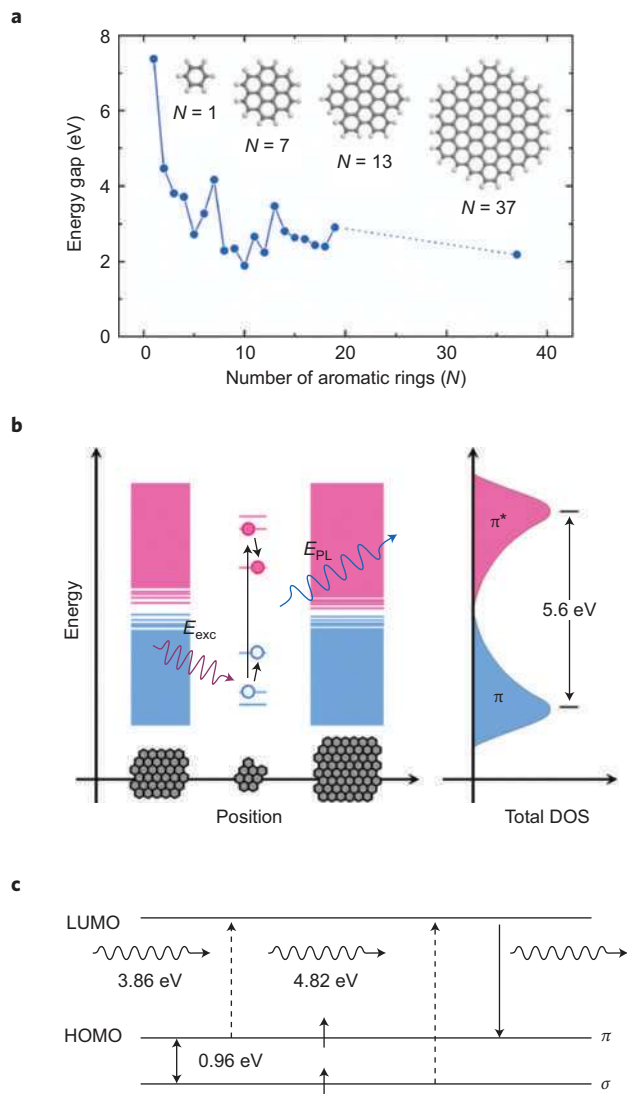 a
8
6
4
2
0
Energy gap (eV)
N = 1
N = 7
N = 13
N = 37
0
10
20
30
40
Number of aromatic rings (N)
b
Energy
E_exc
E_PL
Position
π*
5.6 eV
π
Total DOS
c
LUMO
3.86 eV
4.82 eV
HOMO
π
0.96 eV
σ